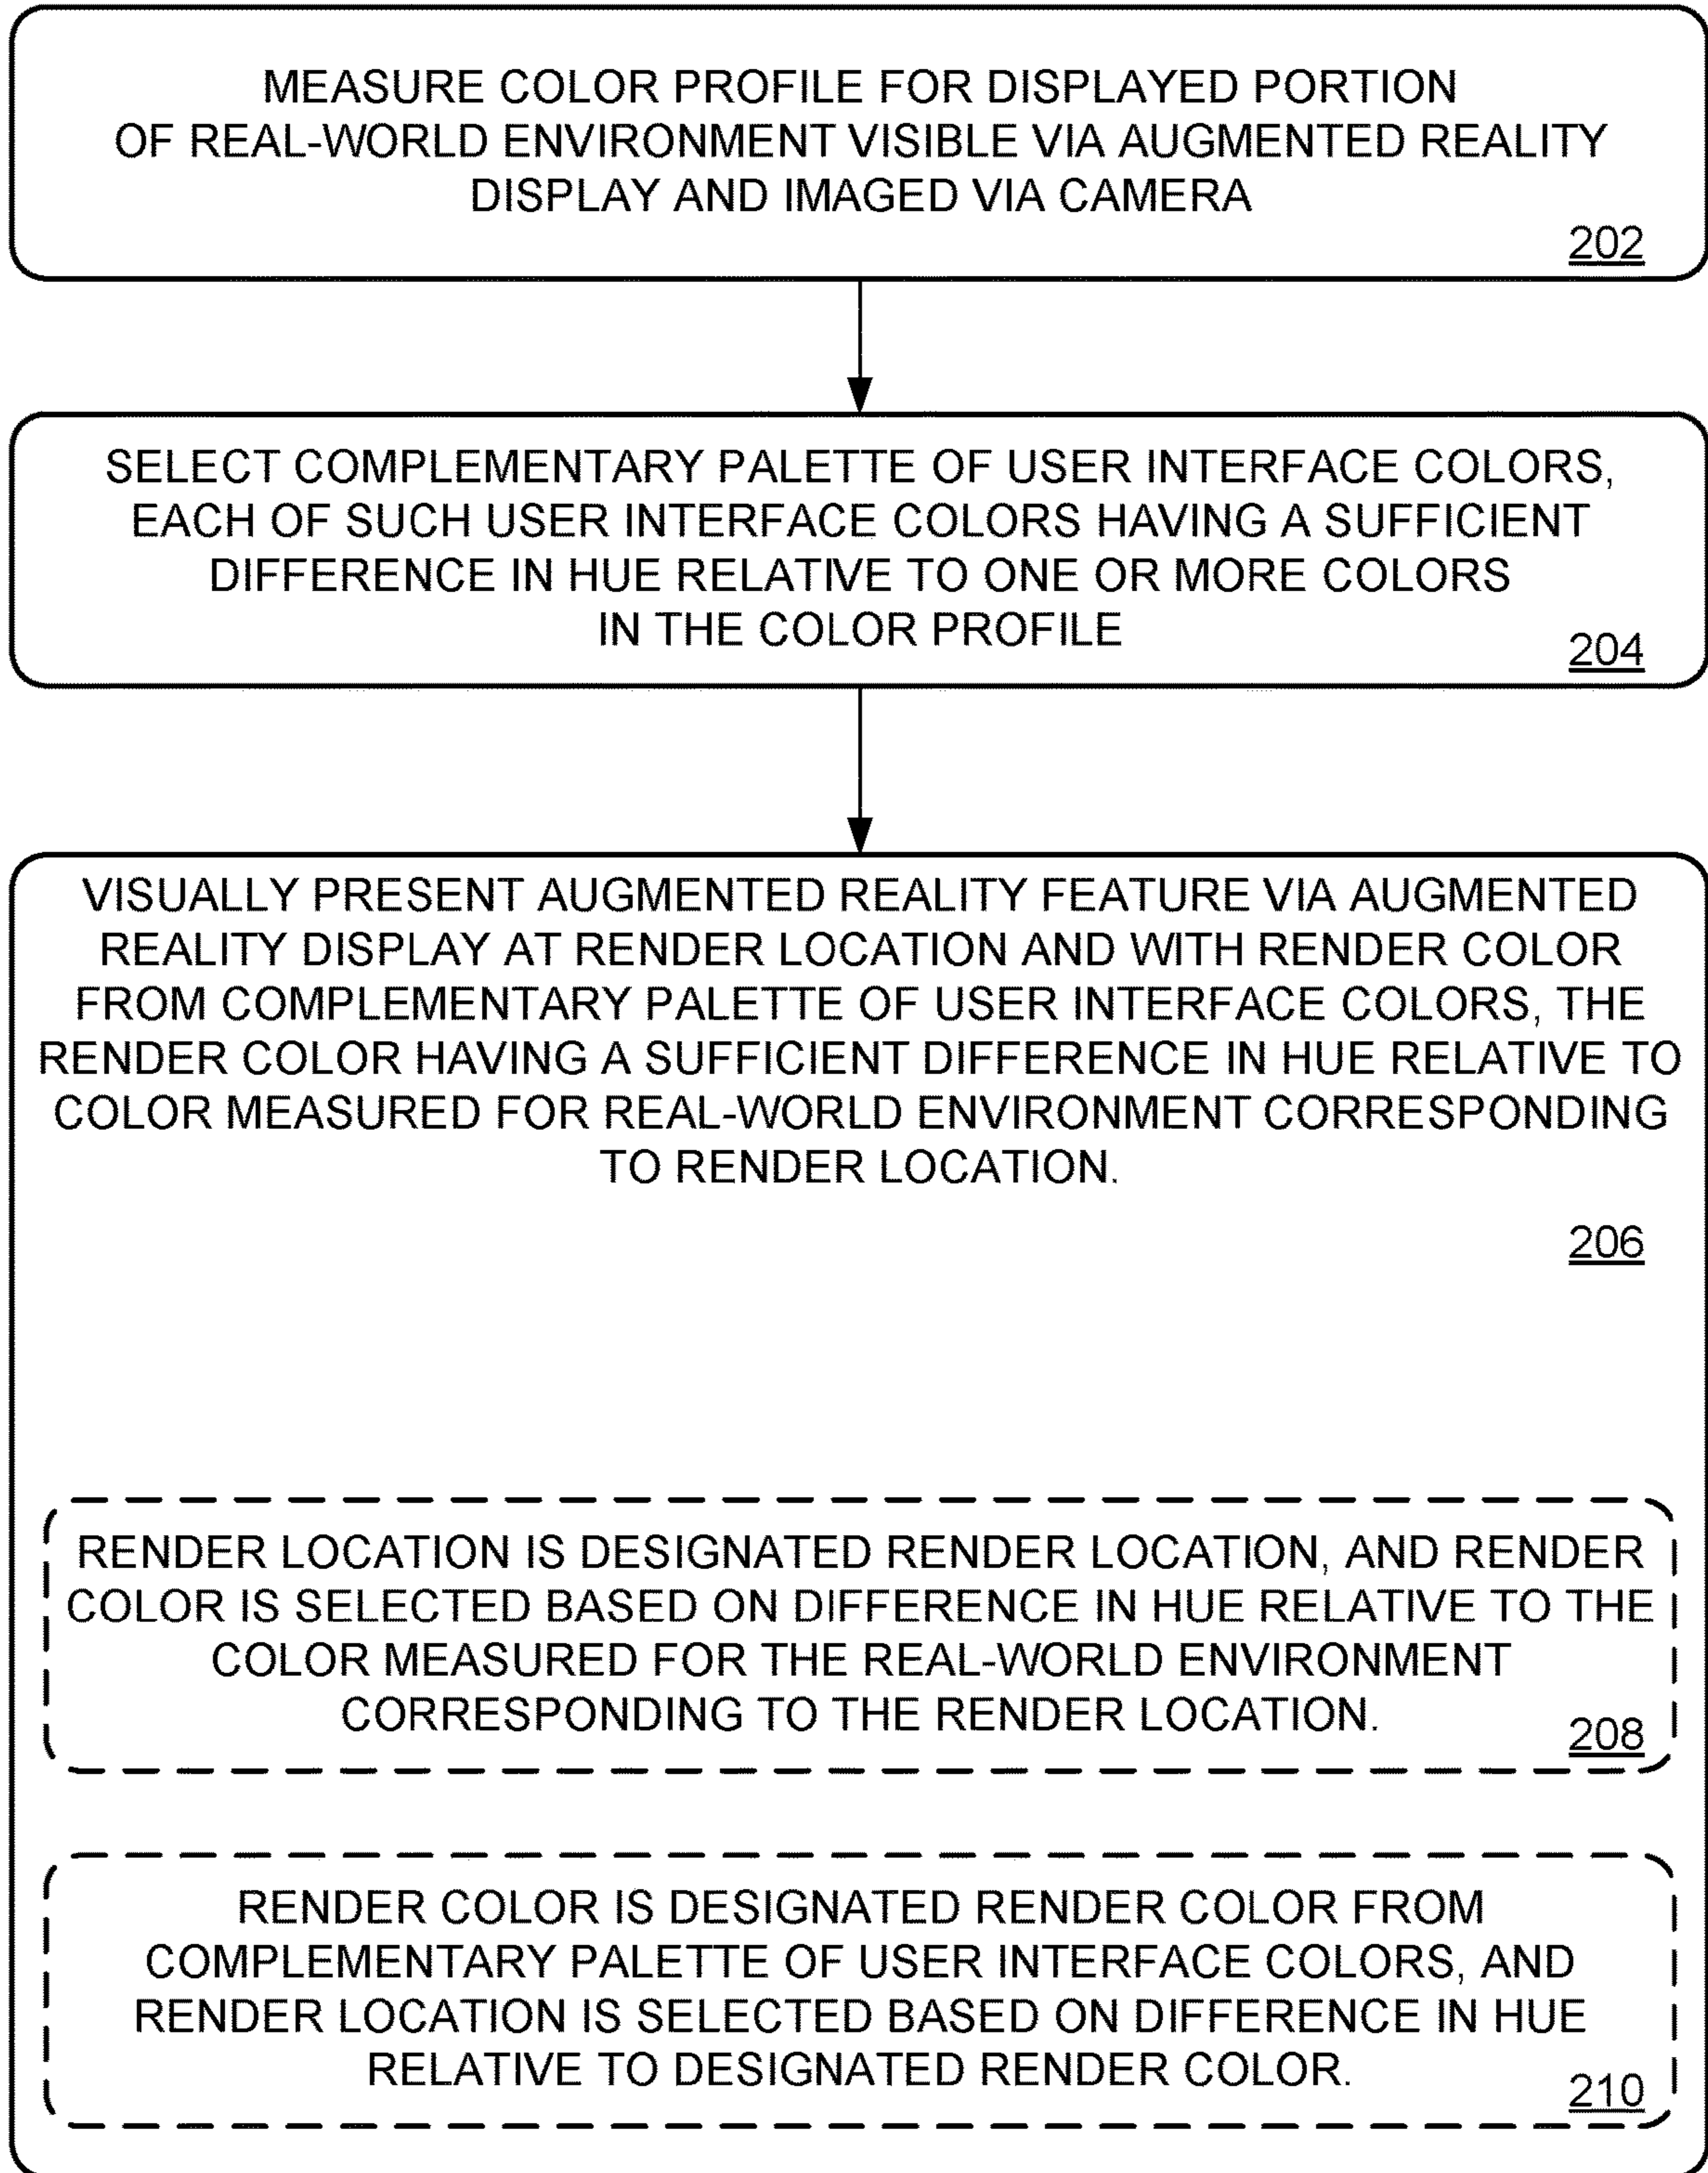 MEASURE COLOR PROFILE FOR DISPLAYED PORTION
OF REAL-WORLD ENVIRONMENT VISIBLE VIA AUGMENTED REALITY
DISPLAY AND IMAGED VIA CAMERA
202
SELECT COMPLEMENTARY PALETTE OF USER INTERFACE COLORS,
EACH OF SUCH USER INTERFACE COLORS HAVING A SUFFICIENT
DIFFERENCE IN HUE RELATIVE TO ONE OR MORE COLORS
IN THE COLOR PROFILE
204
VISUALLY PRESENT AUGMENTED REALITY FEATURE VIA AUGMENTED
REALITY DISPLAY AT RENDER LOCATION AND WITH RENDER COLOR
FROM COMPLEMENTARY PALETTE OF USER INTERFACE COLORS, THE
RENDER COLOR HAVING A SUFFICIENT DIFFERENCE IN HUE RELATIVE TO
COLOR MEASURED FOR REAL-WORLD ENVIRONMENT CORRESPONDING
TO RENDER LOCATION.
206
RENDER LOCATION IS DESIGNATED RENDER LOCATION, AND RENDER
COLOR IS SELECTED BASED ON DIFFERENCE IN HUE RELATIVE TO THE
COLOR MEASURED FOR THE REAL-WORLD ENVIRONMENT
CORRESPONDING TO THE RENDER LOCATION.
208
RENDER COLOR IS DESIGNATED RENDER COLOR FROM
COMPLEMENTARY PALETTE OF USER INTERFACE COLORS, AND
RENDER LOCATION IS SELECTED BASED ON DIFFERENCE IN HUE
RELATIVE TO DESIGNATED RENDER COLOR.
210